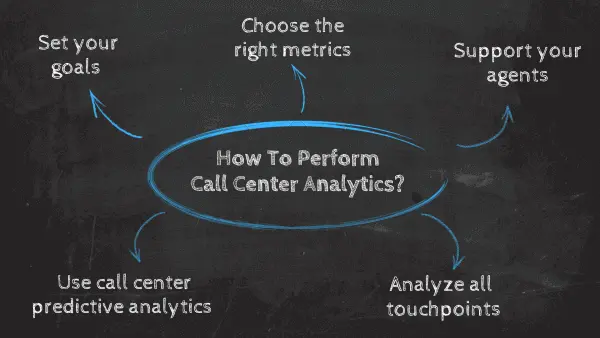 Set your
goals
Choose the
right metrics
Support your
agents
How To Perform
Call Center Analytics?
Use call center
predictive analytics
Analyze all
touchpoints